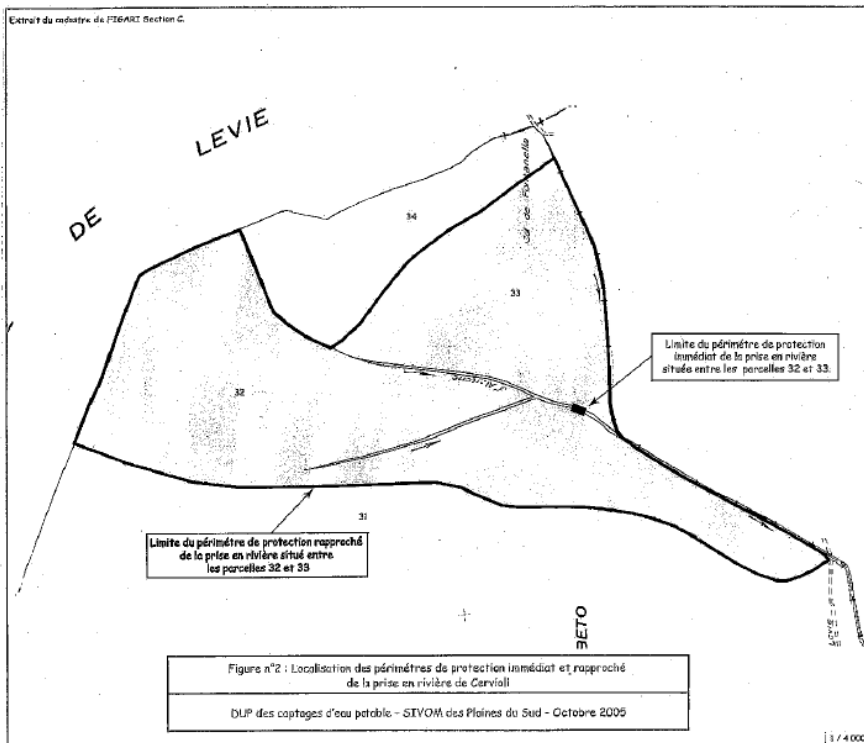 Extrait du cadastre de FIGARI Section C.
LEVIE
DE
34
33
32
31
Limite du périmétre de protection
immédiat de la prise en rivière
située entre les parcelles 32 et 33.
Limite du périmétre de protection rapproché
de la prise en rivière situé entre
les parcelles 32 et 33
BETO
Figure n°2 : Localisation des périmétres de protection immédiat et rapproché
de la prise en rivière de Cervioli
DUP des captages d'eau potable - SIVOM des Plaines du Sud - Octobre 2005
1 / 4 000